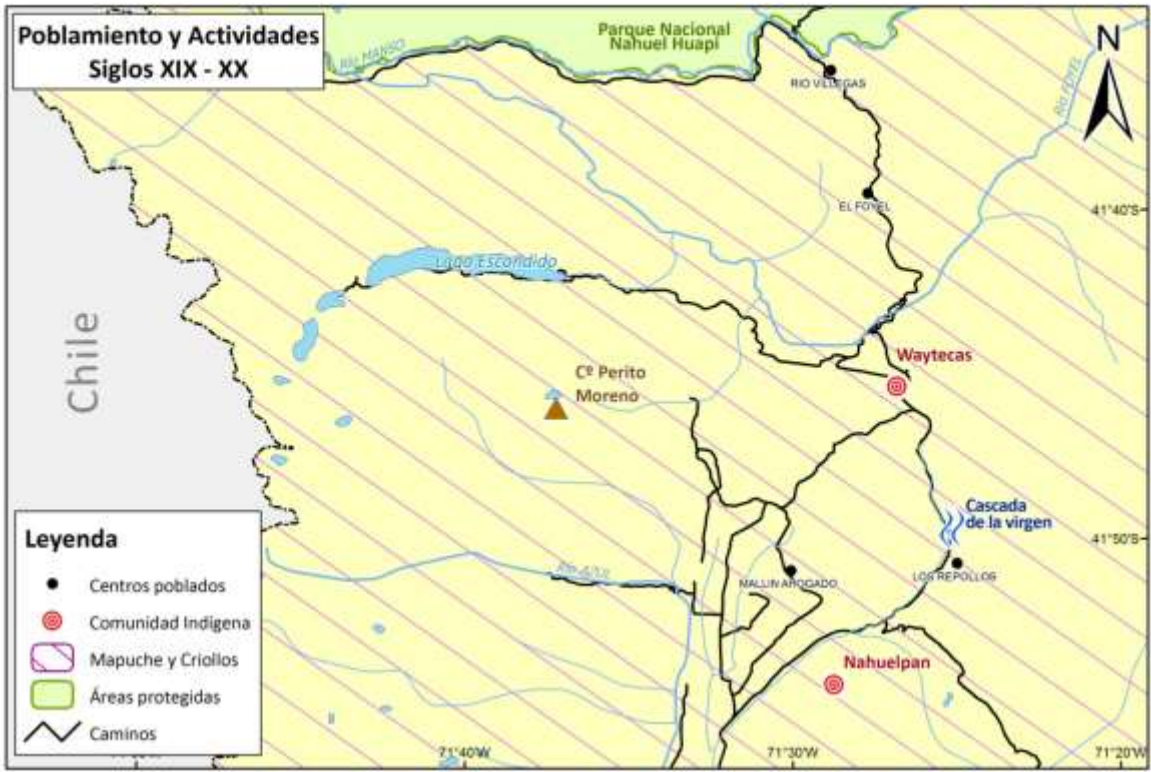 Poblamiento y Actividades
Siglos XIX - XX
Parque Nacional
Nahuel Huapi
N
Río MANSO
RIO VILLEGAS
Río FOYEL
EL FOYEL
41°40'S
Lago Escondido
Chile
Waytecas
Cº Perito
Moreno
Cascada
de la virgen
41°50'S
Río AZUL
MALLIN AHOGADO
LOS REPOLLOS
Nahuelpan
Leyenda
Centros poblados
Comunidad Indígena
Mapuche y Criollos
Áreas protegidas
Caminos
71°40'W
71°30'W
71°20'W